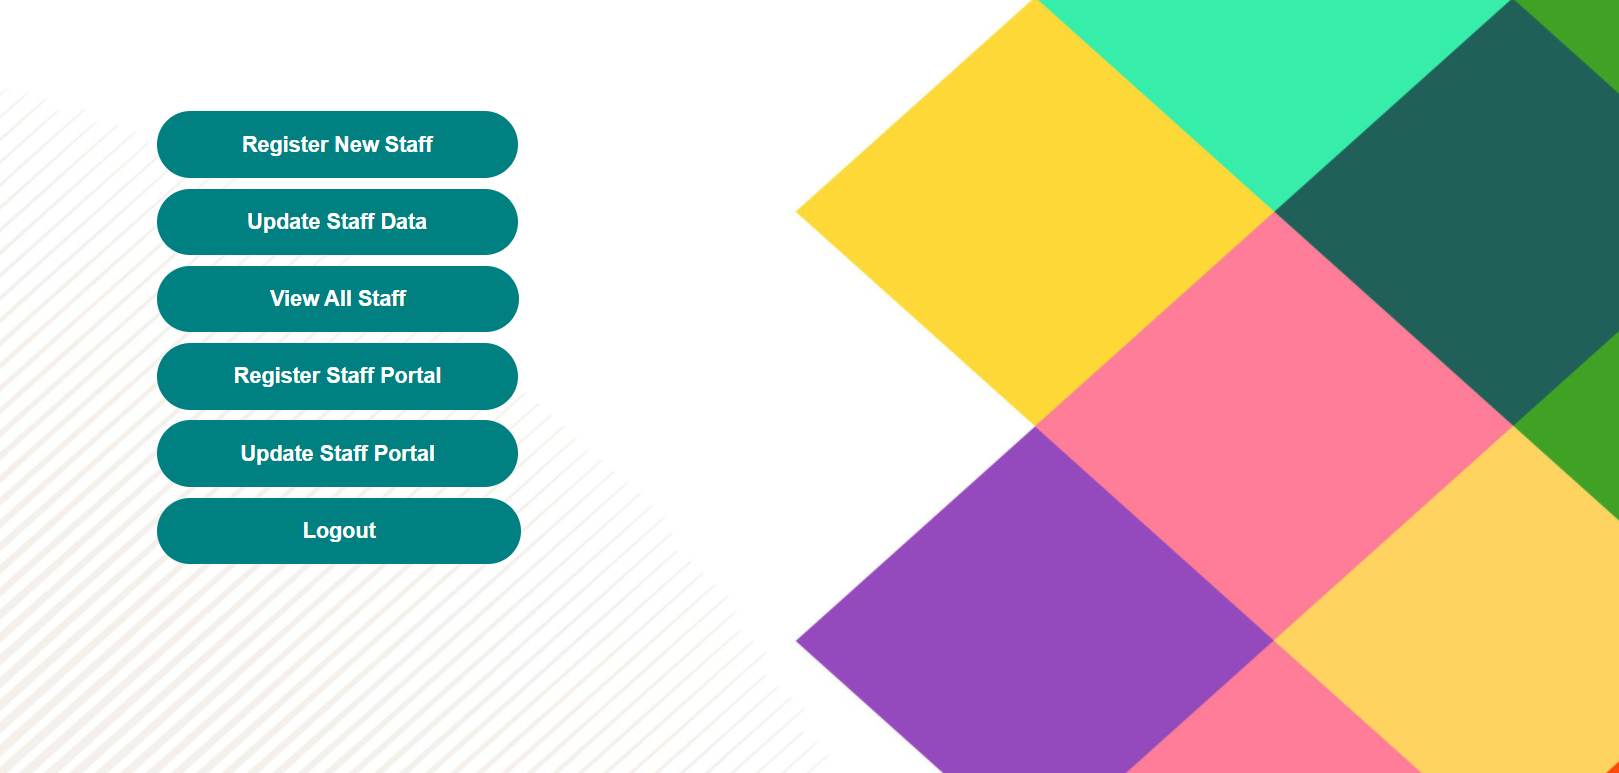 Register New Staff
Update Staff Data
View All Staff
Register Staff Portal
Update Staff Portal
Logout